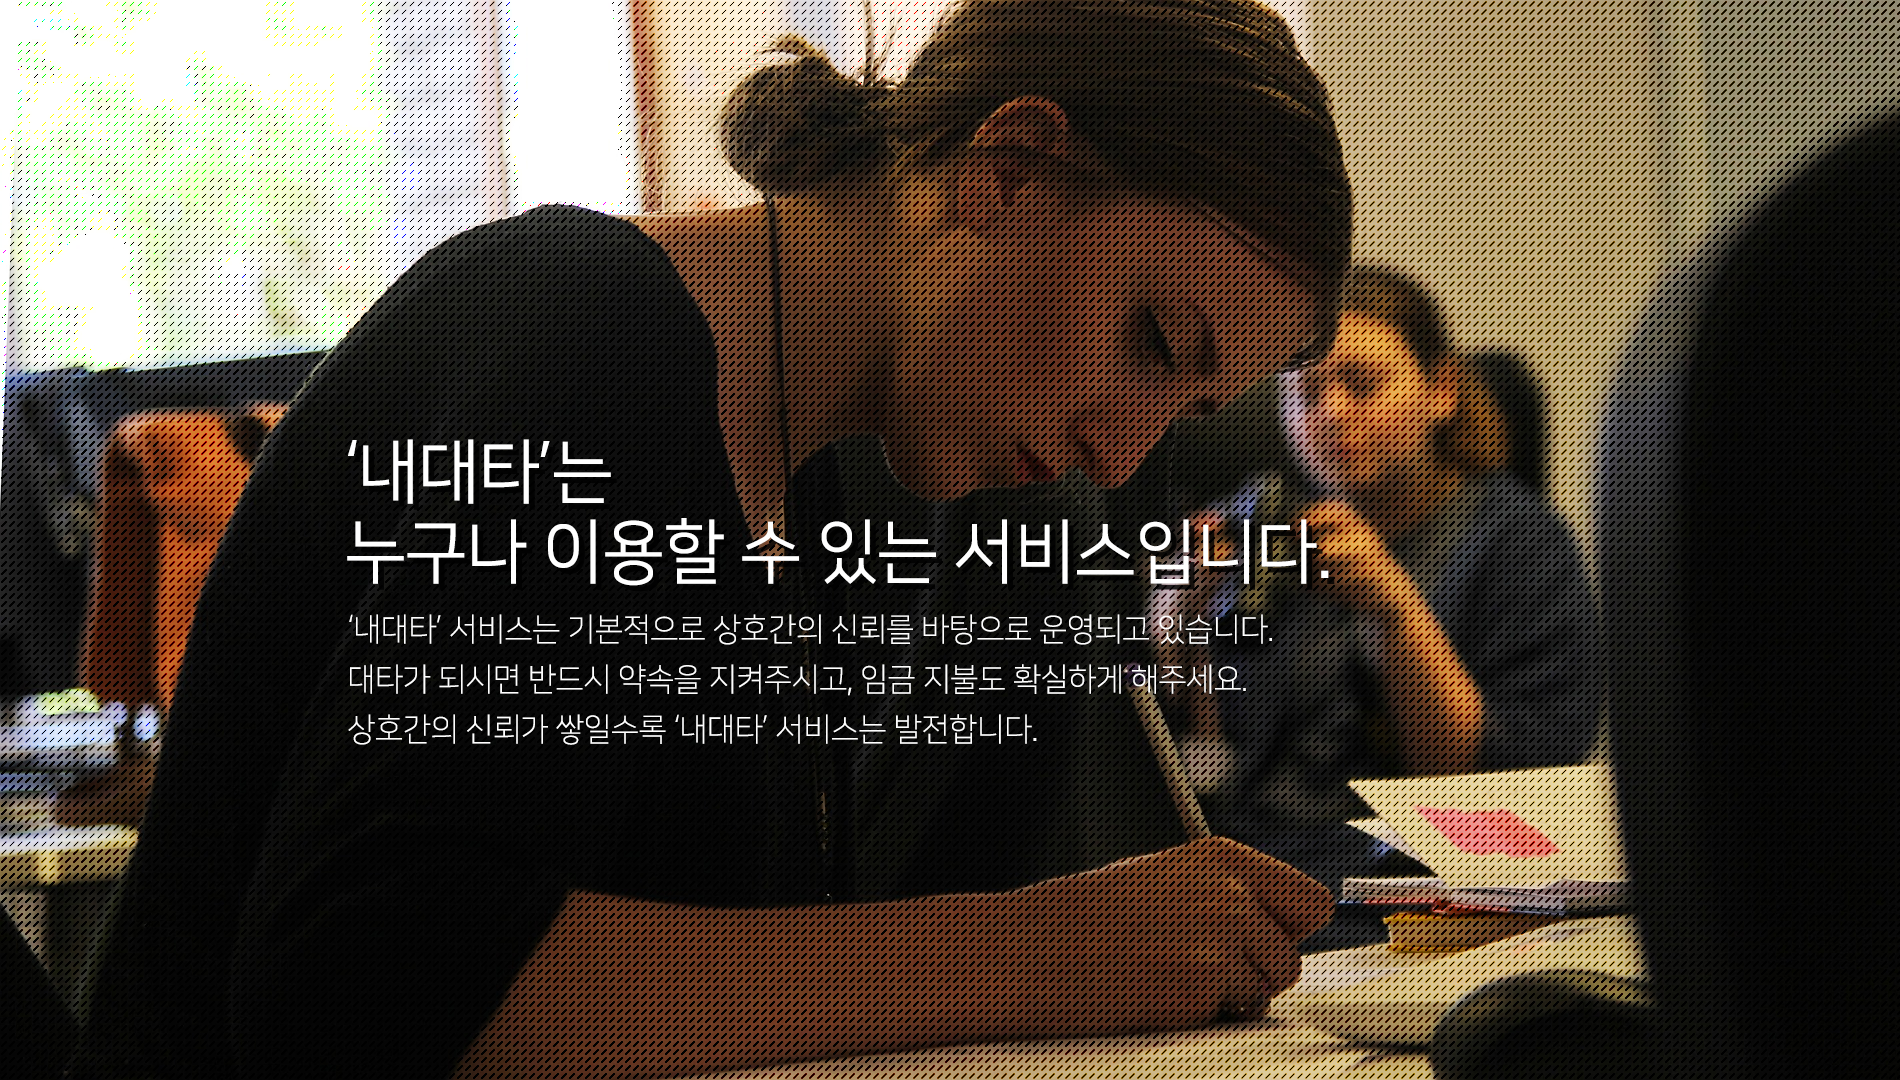 ‘내대타’는
누구나 이용할 수 있는 서비스입니다.
‘내대타’ 서비스는 기본적으로 상호간의 신뢰를 바탕으로 운영되고 있습니다.
대타가 되시면 반드시 약속을 지켜주시고, 임금 지불도 확실하게 해주세요.
상호간의 신뢰가 쌓일수록 ‘내대타’ 서비스는 발전합니다.